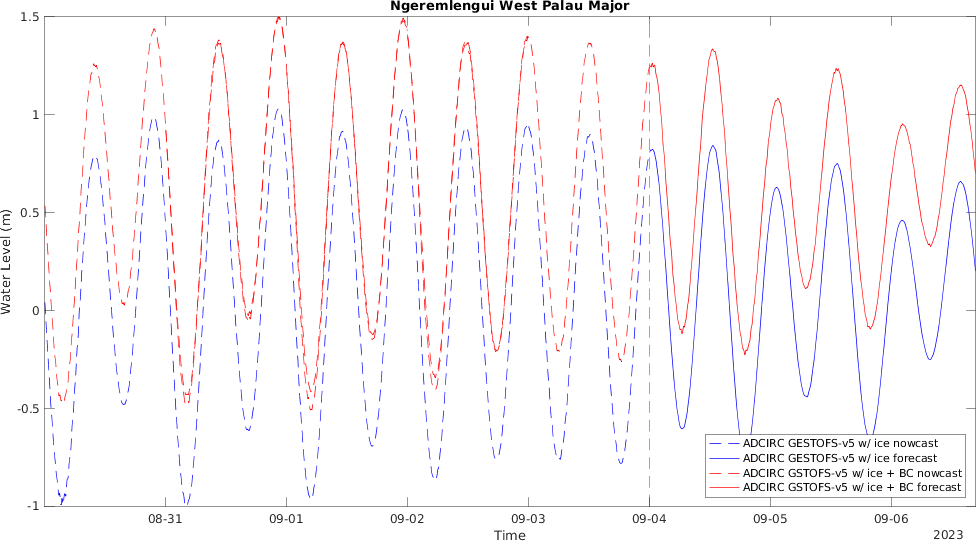 Ngeremlengui West Palau Major
Water Level (m)
1.5
1
0.5
0
-0.5
-1
08-31
09-01
09-02
09-03
09-04
09-05
09-06
Time
2023
ADCIRC GESTOFS-v5 w/ ice nowcast
ADCIRC GESTOFS-v5 w/ ice forecast
ADCIRC GSTOFS-v5 w/ ice + BC nowcast
ADCIRC GSTOFS-v5 w/ ice + BC forecast